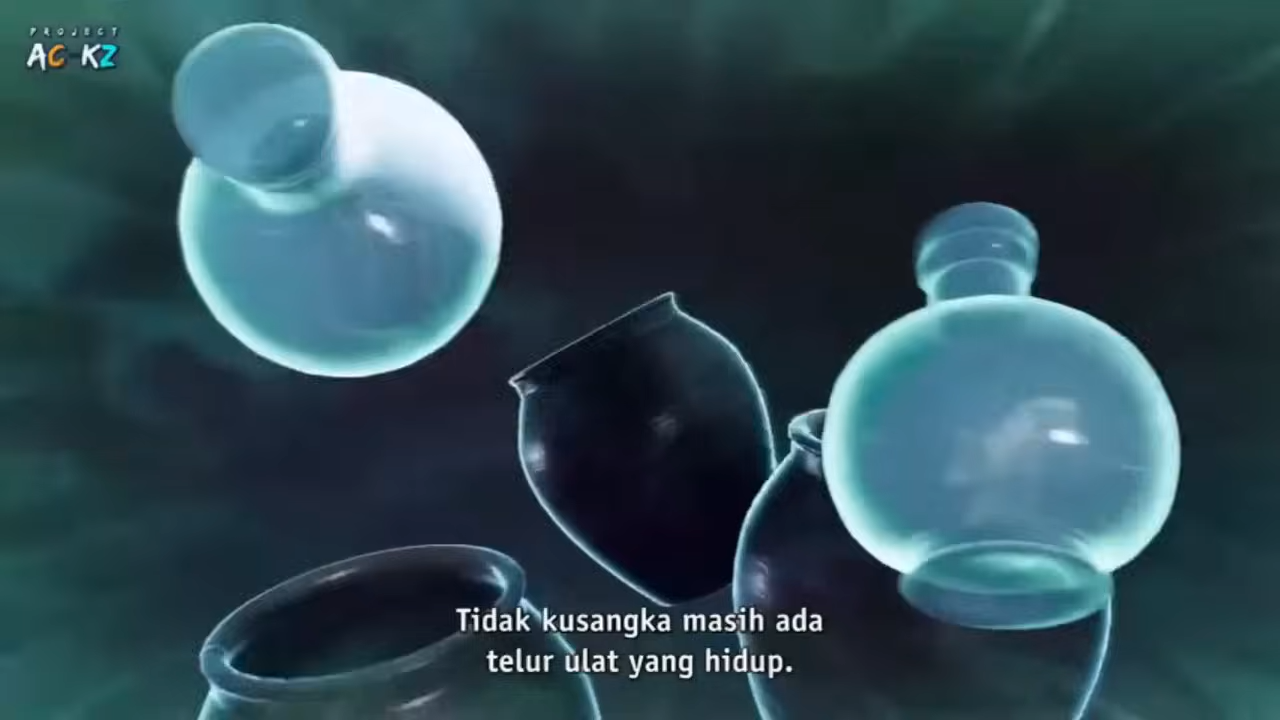 PROJECT
AC-KZ
Tidak kusangka masih ada
telur ulat yang hidup.